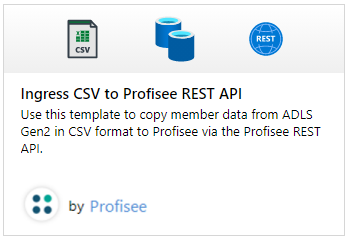 CSV
REST
Ingress CSV to Profisee REST API
Use this template to copy member data from ADLS
Gen2 in CSV format to Profisee via the Profisee REST
API.
by Profisee